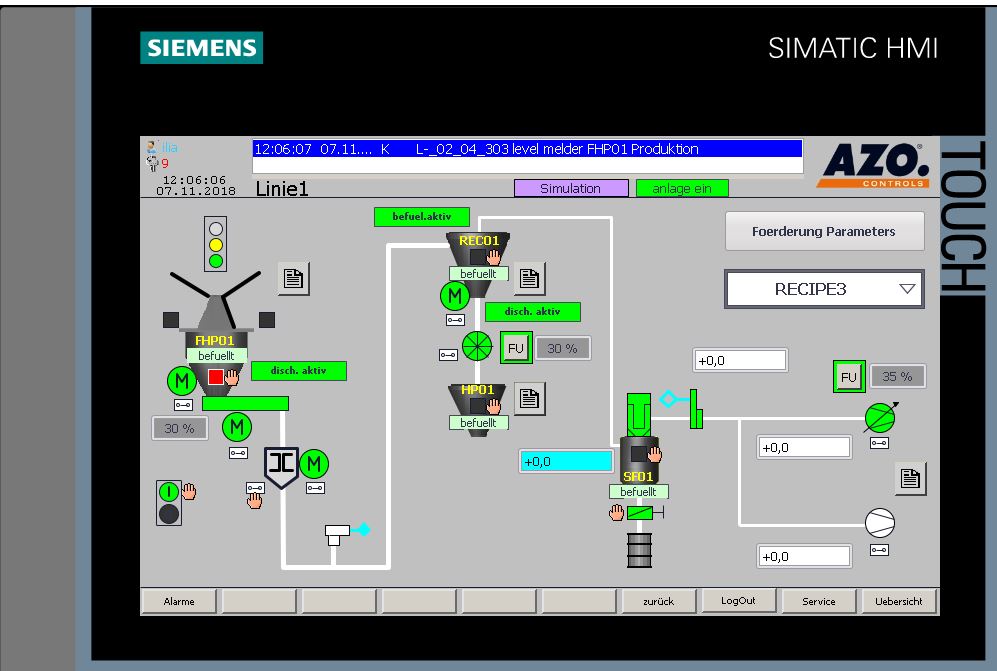 SIEMENS
SIMATIC HMI
TOUCH
ilia
9
12:06:07 07.11.... K L-_02_04_303 level melder FHP01 Produktion
AZO.
CONTROLS
12:06:06
07.11.2018
Linie1
Simulation
anlage ein
befuel.aktiv
Foerderung Parameters
REC01
befuellt
RECIPE3
M
disch. aktiv
FHP01
befuellt
FU
30 %
disch. aktiv
+0,0
M
FU
35 %
HP01
befuellt
30 %
M
+0,0
M
+0,0
SF01
befuellt
I
+0,0
Alarme
zurück
LogOut
Service
Uebersicht